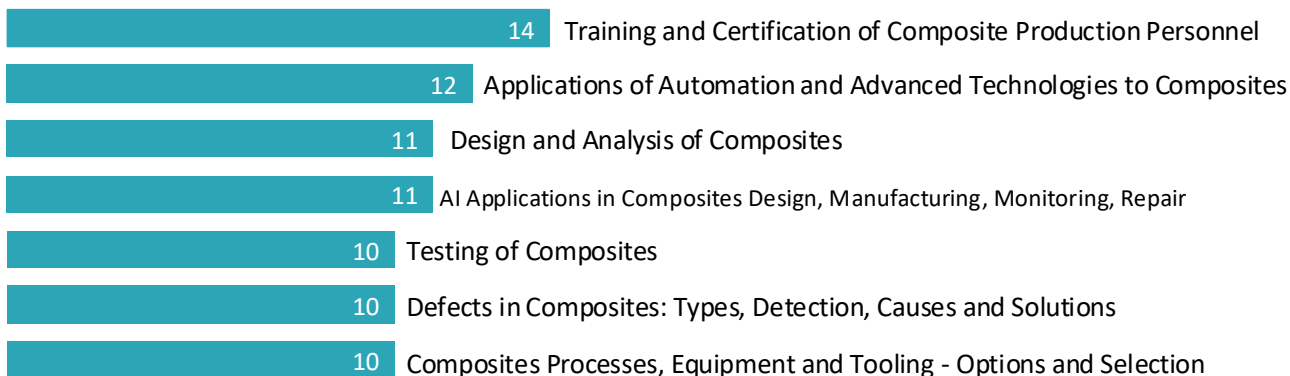 14 Training and Certification of Composite Production Personnel
12 Applications of Automation and Advanced Technologies to Composites
11 Design and Analysis of Composites
11 AI Applications in Composites Design, Manufacturing, Monitoring, Repair
10 Testing of Composites
10 Defects in Composites: Types, Detection, Causes and Solutions
10 Composites Processes, Equipment and Tooling - Options and Selection